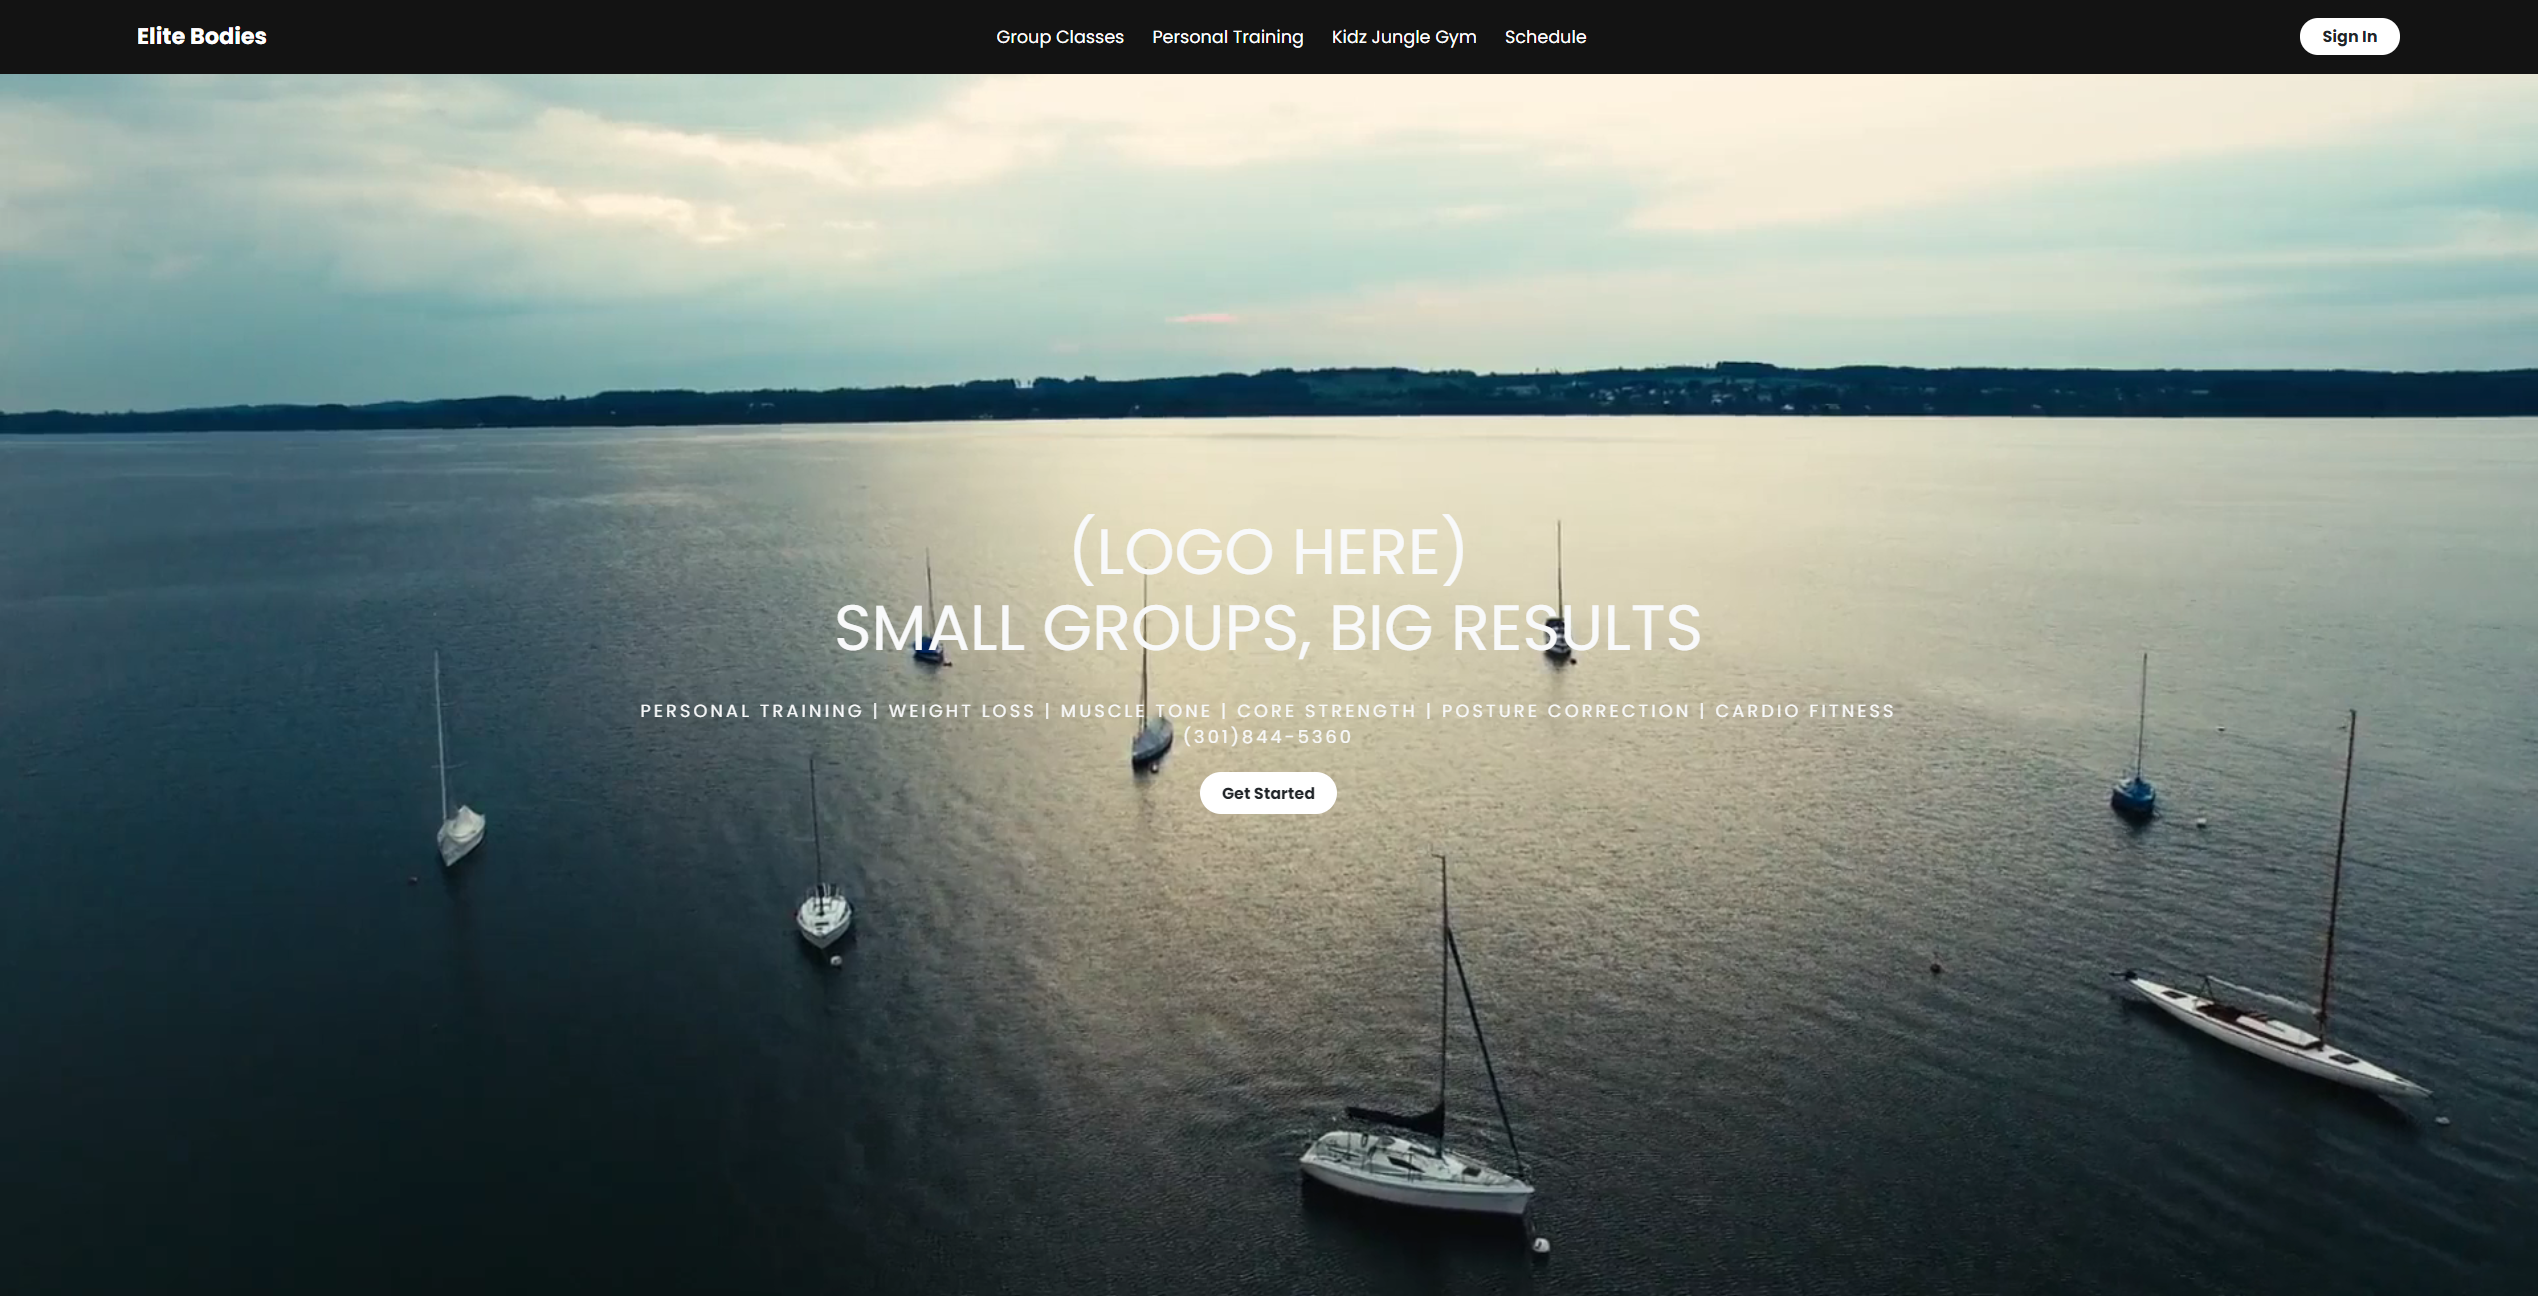 Elite Bodies
Group Classes Personal Training Kidz Jungle Gym Schedule
Sign In
(LOGO HERE)
SMALL GROUPS, BIG RESULTS
PERSONAL TRAINING | WEIGHT LOSS | MUSCLE TONE | CORE STRENGTH | POSTURE CORRECTION | CARDIO FITNESS
(301)844-5360
Get Started